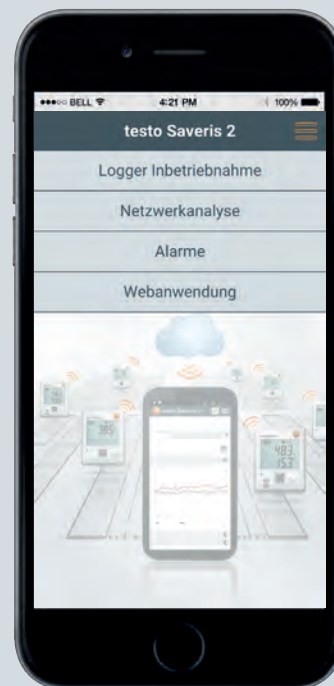 ●●●○○ BELL 4:21 PM 100%
testo Saveris 2
Logger Inbetriebnahme
Netzwerkanalyse
Alarme
Webanwendung